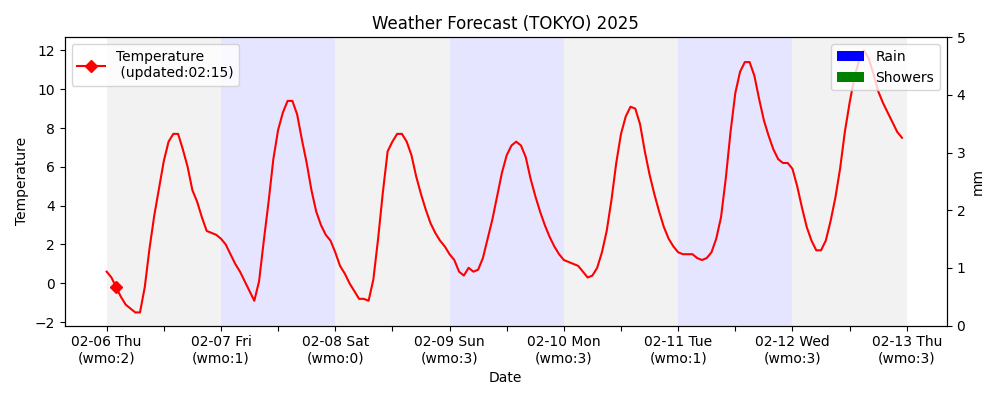 Weather Forecast (TOKYO) 2025
Temperature
(updated:02:15)
Rain
Showers
Temperature
12
10
8
6
4
2
0
−2
5
4
3
2
1
0
mm
02-06 Thu 02-07 Fri 02-08 Sat 02-09 Sun 02-10 Mon 02-11 Tue 02-12 Wed 02-13 Thu
(wmo:2) (wmo:1) (wmo:0) (wmo:3) (wmo:3) (wmo:1) (wmo:3) (wmo:3)
Date